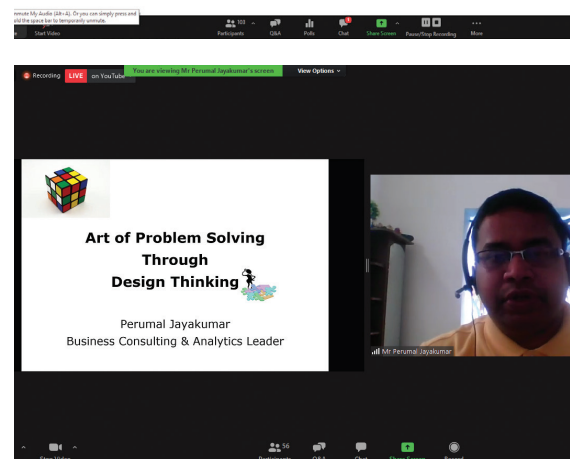 nmute My Audio (Alt+A). Or you can simply press and
old the space bar to temporarily unmute.
e Start Video Participants 103 Q&A Polls Chat Share Screen Pause/Stop Recording More
Recording LIVE on YouTube You are viewing Mr Perumal Jayakumar's screen View Options
Art of Problem Solving
Through
Design Thinking
Perumal Jayakumar
Business Consulting & Analytics Leader
Mr Perumal Jayakumar
56
Stop Video Participants Q&A Chat Share Screen Record